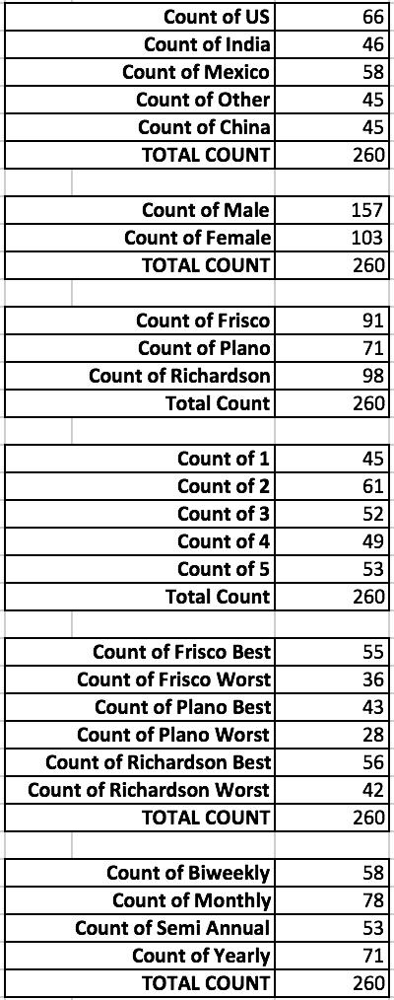 Count of US 66
Count of India 46
Count of Mexico 58
Count of Other 45
Count of China 45
TOTAL COUNT 260
Count of Male 157
Count of Female 103
TOTAL COUNT 260
Count of Frisco 91
Count of Plano 71
Count of Richardson 98
Total Count 260
Count of 1 45
Count of 2 61
Count of 3 52
Count of 4 49
Count of 5 53
Total Count 260
Count of Frisco Best 55
Count of Frisco Worst 36
Count of Plano Best 43
Count of Plano Worst 28
Count of Richardson Best 56
Count of Richardson Worst 42
TOTAL COUNT 260
Count of Biweekly 58
Count of Monthly 78
Count of Semi Annual 53
Count of Yearly 71
TOTAL COUNT 260